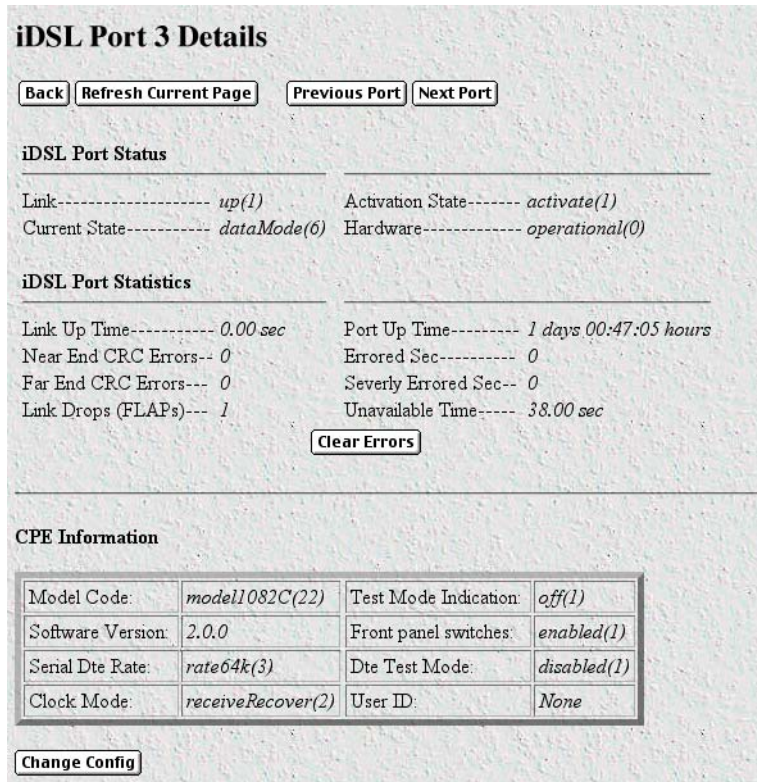 iDSL Port 3 Details
Back Refresh Current Page Previous Port Next Port
iDSL Port Status
Link------------------- up(1) Activation State------- activate(1)
Current State----------- dataMode(6) Hardware------------- operational(0)
iDSL Port Statistics
Link Up Time----------- 0.00 sec Port Up Time--------- 1 days 00:47:05 hours
Near End CRC Errors-- 0 Errored Sec---------- 0
Far End CRC Errors--- 0 Severly Errored Sec-- 0
Link Drops (FLAPs)--- 1 Unavailable Time----- 38.00 sec
Clear Errors
CPE Information
Model Code: model1082C(22) Test Mode Indication: off(1)
Software Version: 2.0.0 Front panel switches: enabled(1)
Serial Dte Rate: rate64k(3) Dte Test Mode: disabled(1)
Clock Mode: receiveRecover(2) User ID: None
Change Config